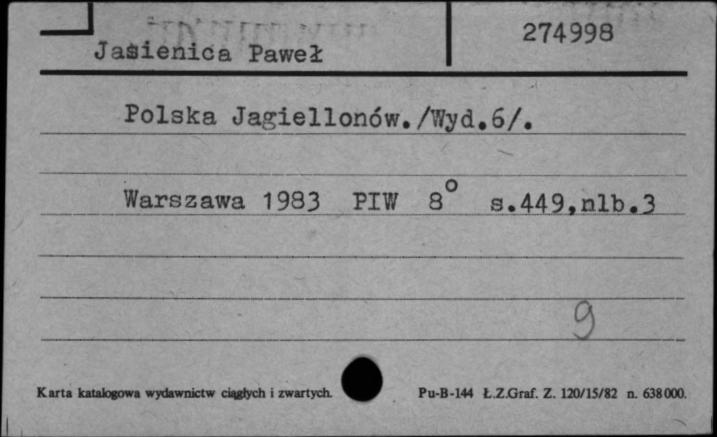 274998
Jasienica Paweł
Polska Jagiellonów./Wyd.6/.
Warszawa 1983 PIW 8° s.449,nlb.3
9
Karta katalogowa wydawnictw ciągłych i zwartych. Pu-B-144 Ł.Z.Graf. Z. 120/15/82 n. 638000.